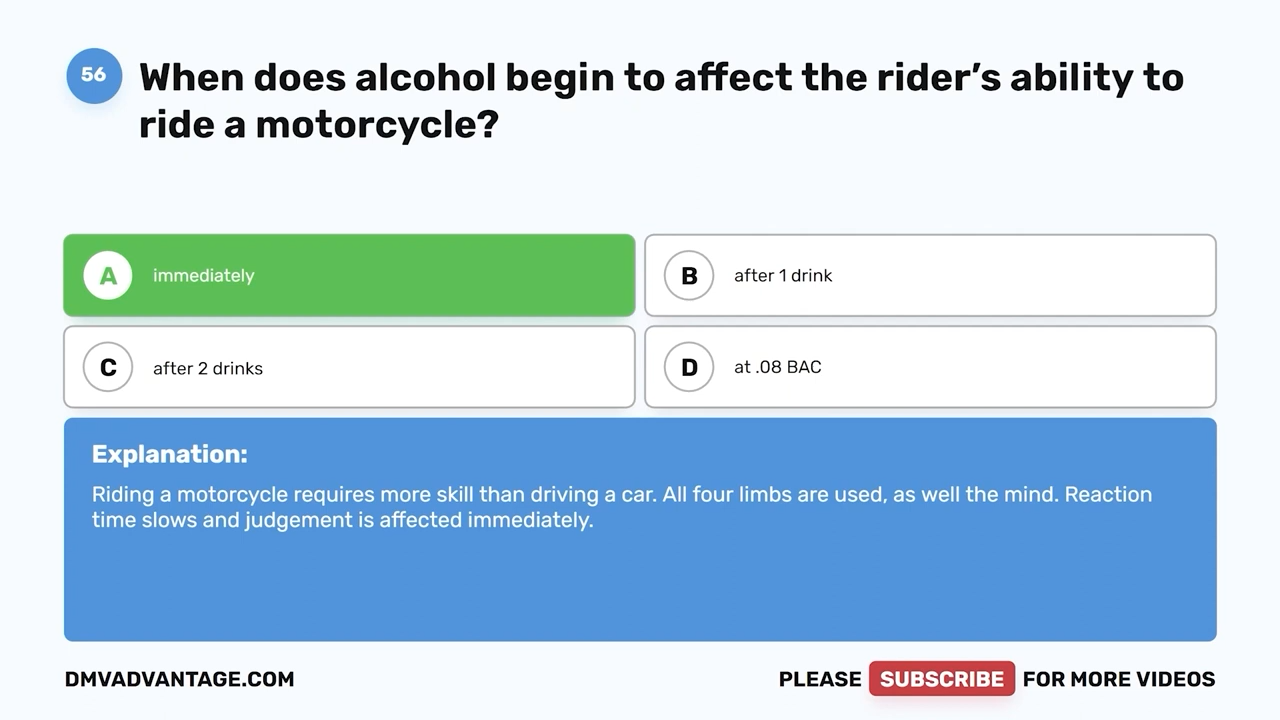 56
When does alcohol begin to affect the rider’s ability to
ride a motorcycle?
A immediately
B after 1 drink
C after 2 drinks
D at .08 BAC
Explanation:
Riding a motorcycle requires more skill than driving a car. All four limbs are used, as well the mind. Reaction
time slows and judgement is affected immediately.
DMVADVANTAGE.COM
PLEASE SUBSCRIBE FOR MORE VIDEOS